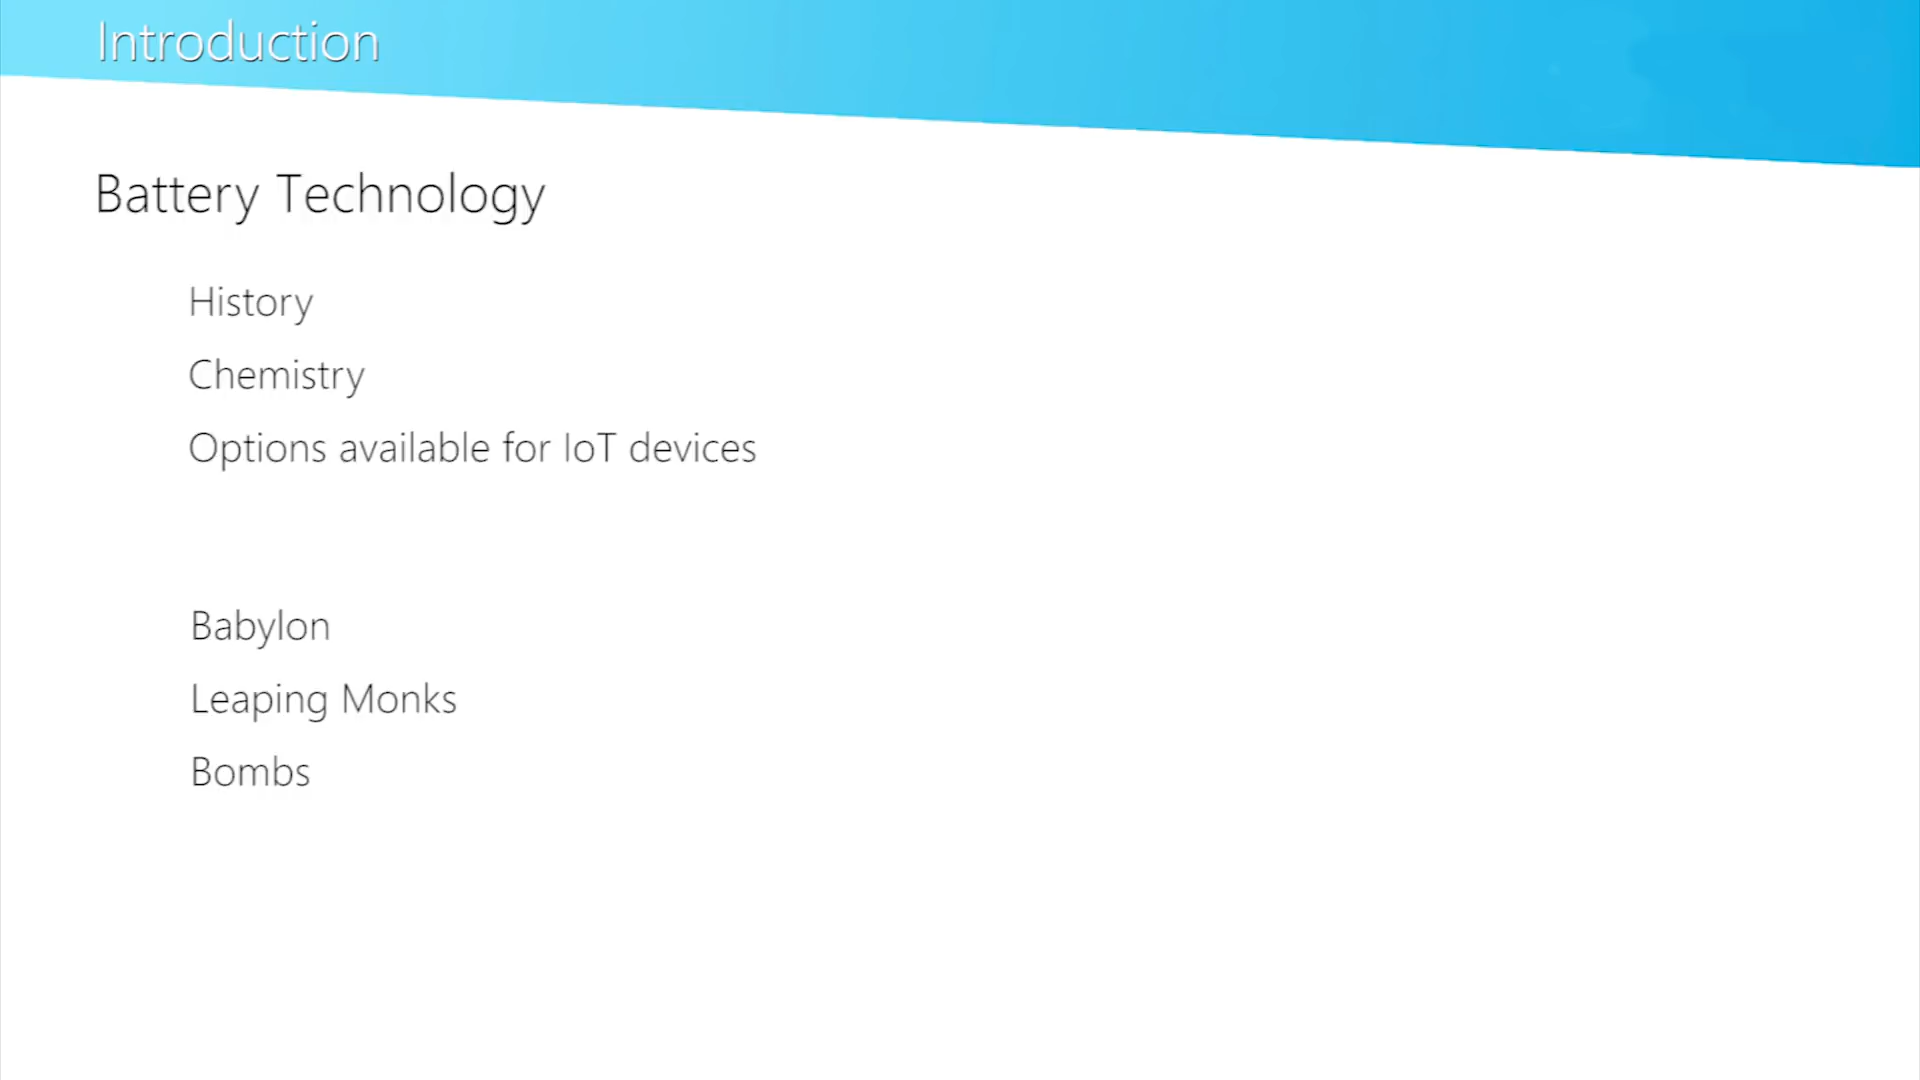 Introduction
Battery Technology
History
Chemistry
Options available for IoT devices
Babylon
Leaping Monks
Bombs